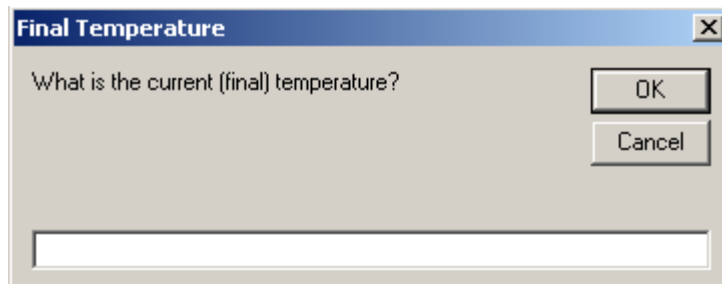 Final Temperature
What is the current (final) temperature?
OK
Cancel